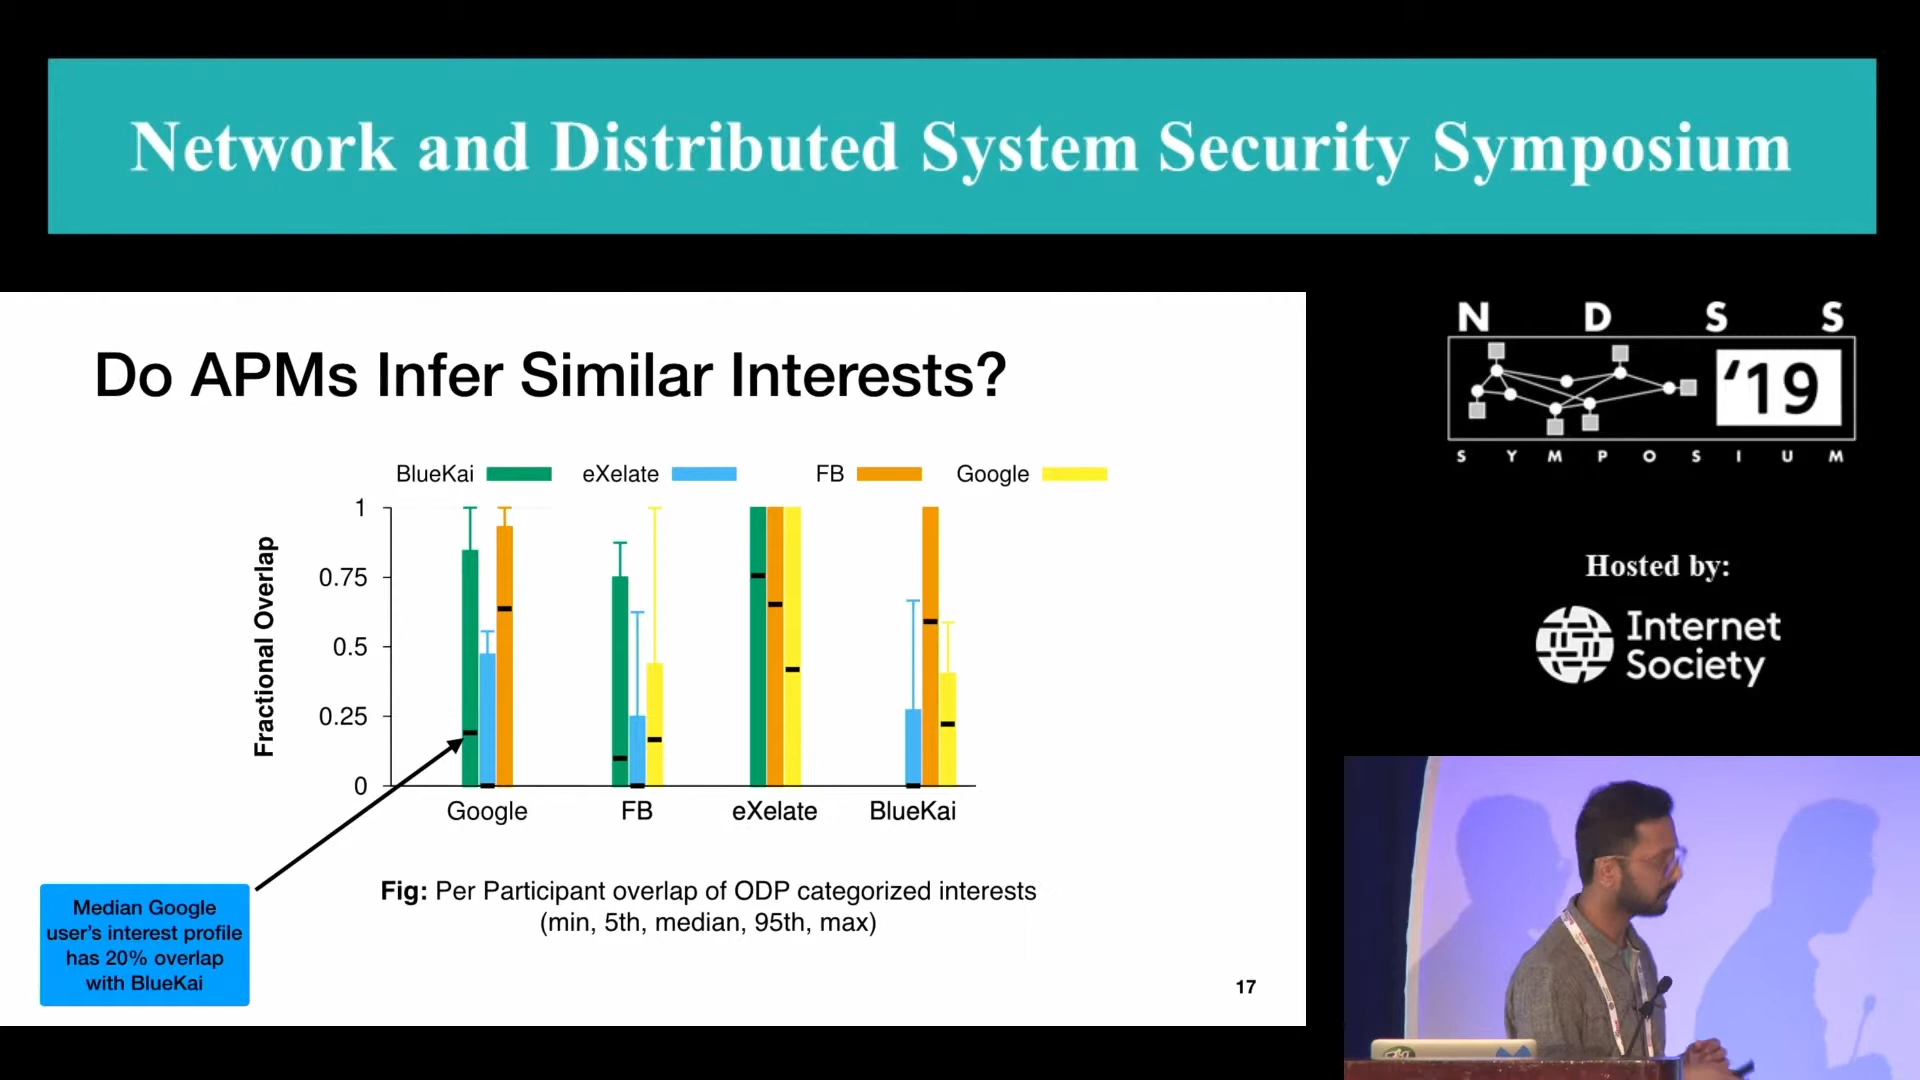 Network and Distributed System Security Symposium
N D S S
'19
S Y M P O S I U M
Hosted by:
Internet
Society
Do APMs Infer Similar Interests?
BlueKai eXelate FB Google
Fractional Overlap
1
0.75
0.5
0.25
0
Google FB eXelate BlueKai
Median Google
user's interest profile
has 20% overlap
with BlueKai
Fig: Per Participant overlap of ODP categorized interests
(min, 5th, median, 95th, max)
17